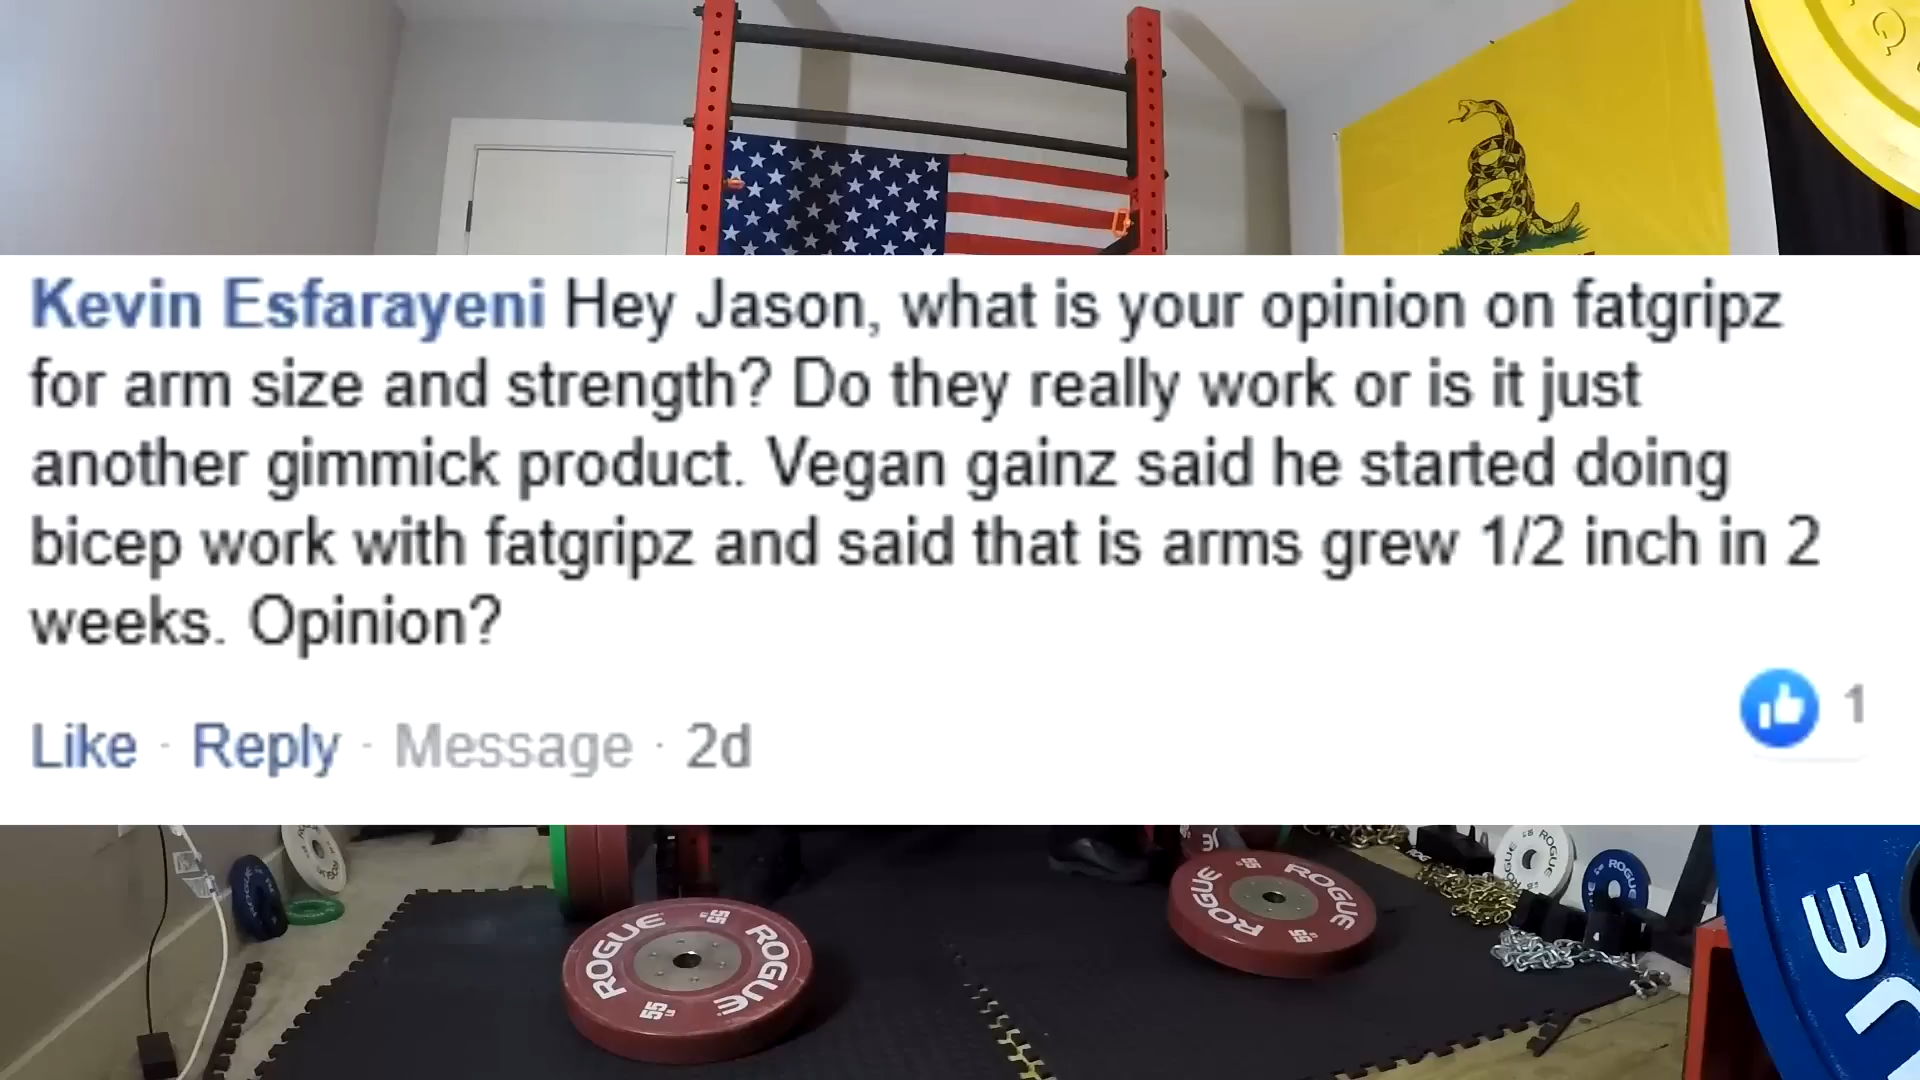 Kevin Esfarayeni Hey Jason, what is your opinion on fatgripz
for arm size and strength? Do they really work or is it just
another gimmick product. Vegan gainz said he started doing
bicep work with fatgripz and said that is arms grew 1/2 inch in 2
weeks. Opinion?
1
Like · Reply · Message · 2d
ROGUE
55
ROGUE
55
ROGUE
55
ROGUE
55
ROGUE
ROGUE